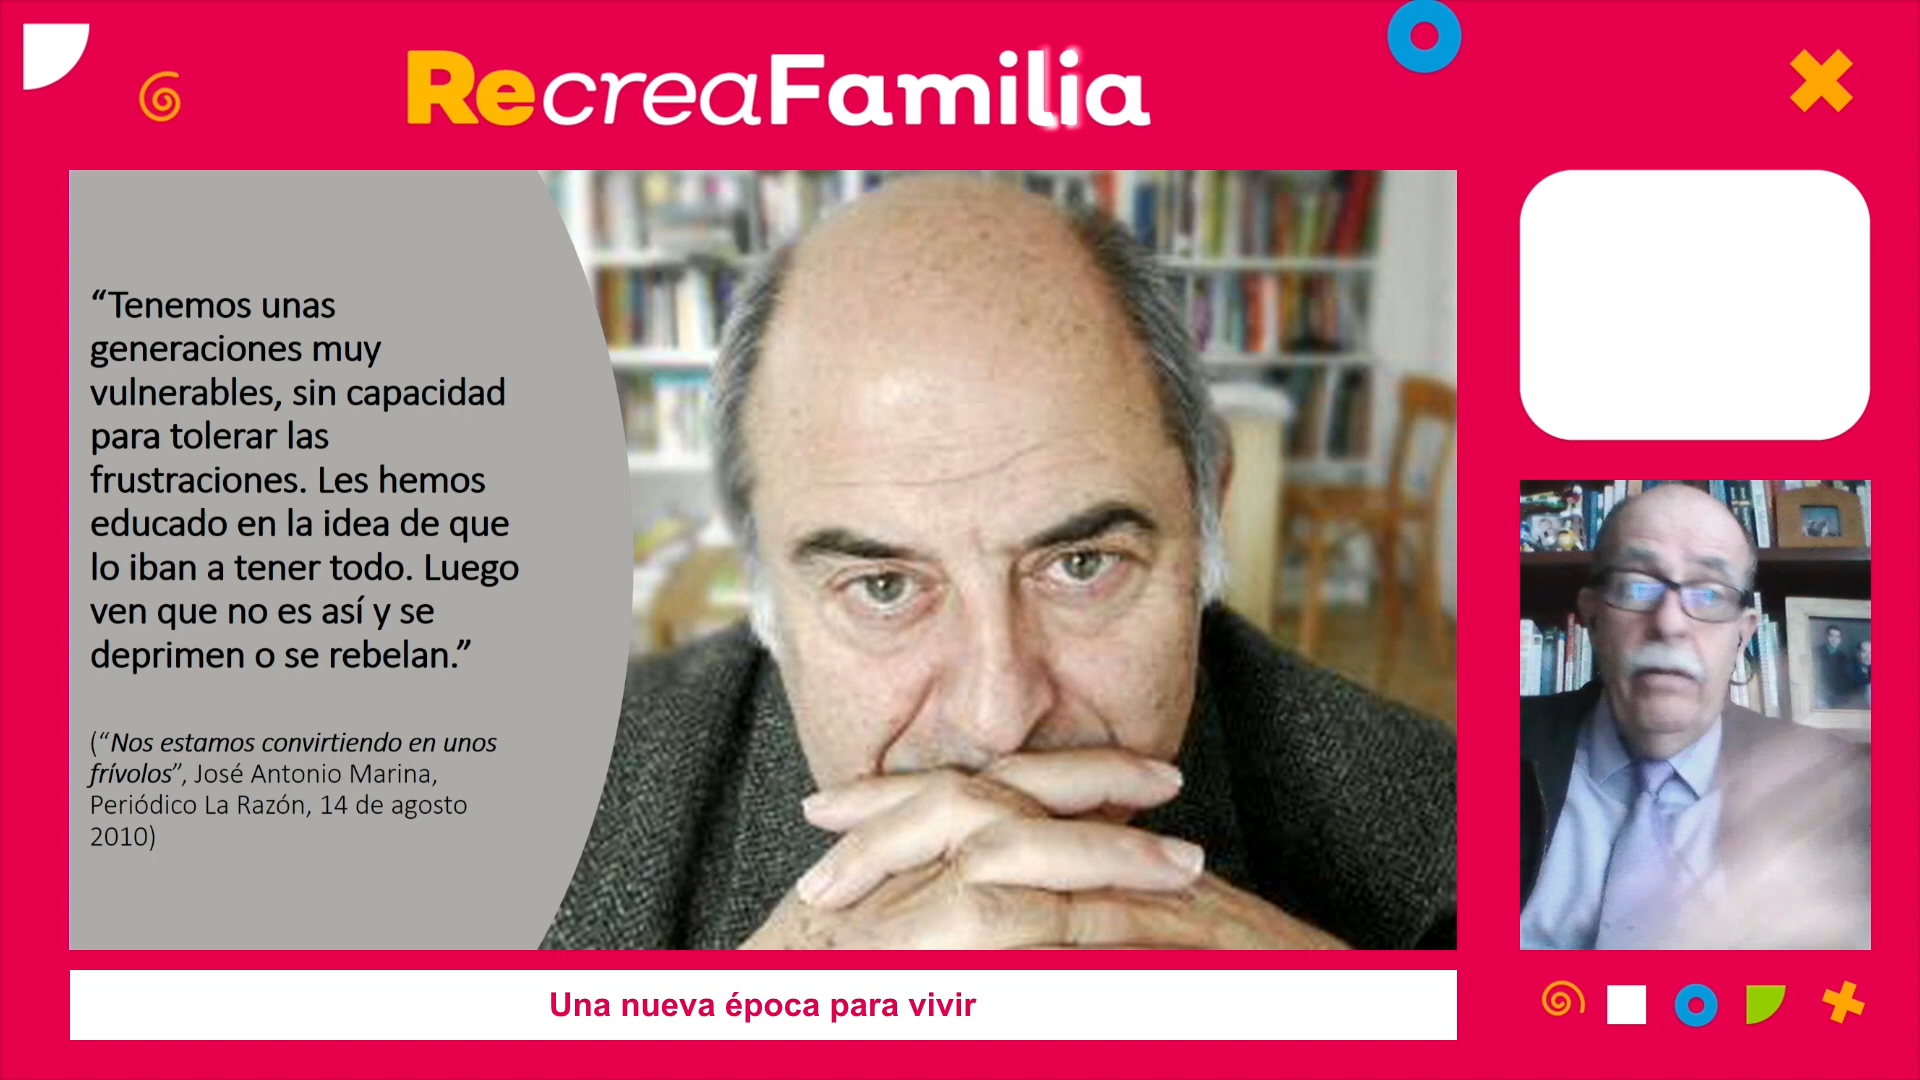 RecreaFamilia
“Tenemos unas
generaciones muy
vulnerables, sin capacidad
para tolerar las
frustraciones. Les hemos
educado en la idea de que
lo iban a tener todo. Luego
ven que no es así y se
deprimen o se rebelan.”
(“Nos estamos convirtiendo en unos
frívolos”, José Antonio Marina,
Periódico La Razón, 14 de agosto
2010)
Una nueva época para vivir